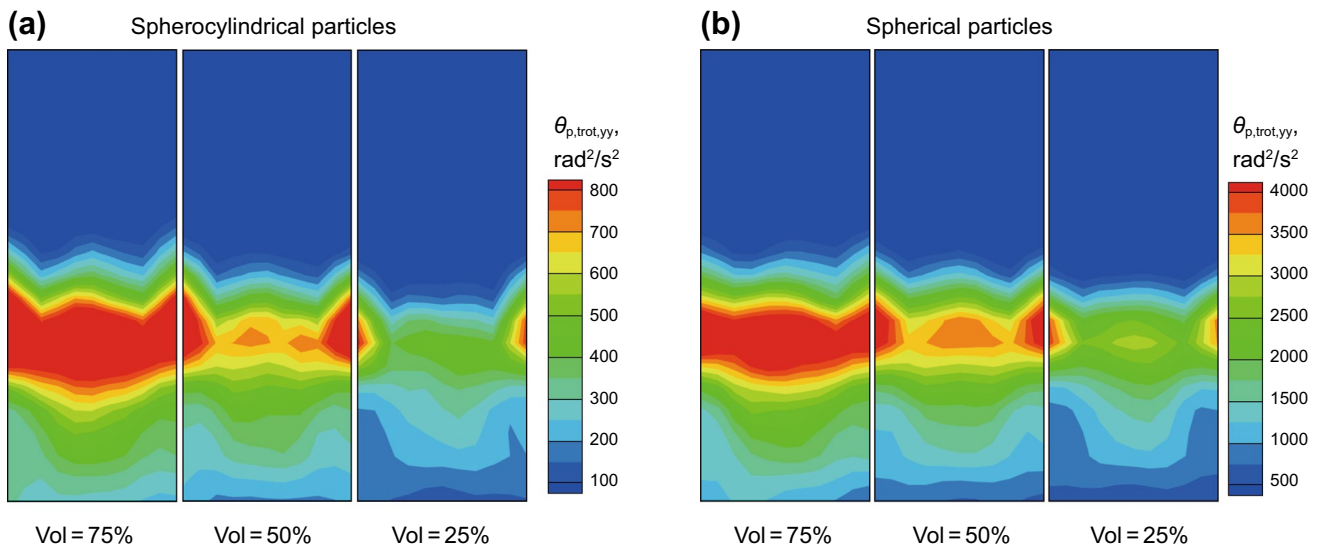 (a) Spherocylindrical particles
θp,trot,yy,
rad²/s²
800
700
600
500
400
300
200
100
Vol = 75% Vol = 50% Vol = 25%
(b) Spherical particles
θp,trot,yy,
rad²/s²
4000
3500
3000
2500
2000
1500
1000
500
Vol = 75% Vol = 50% Vol = 25%